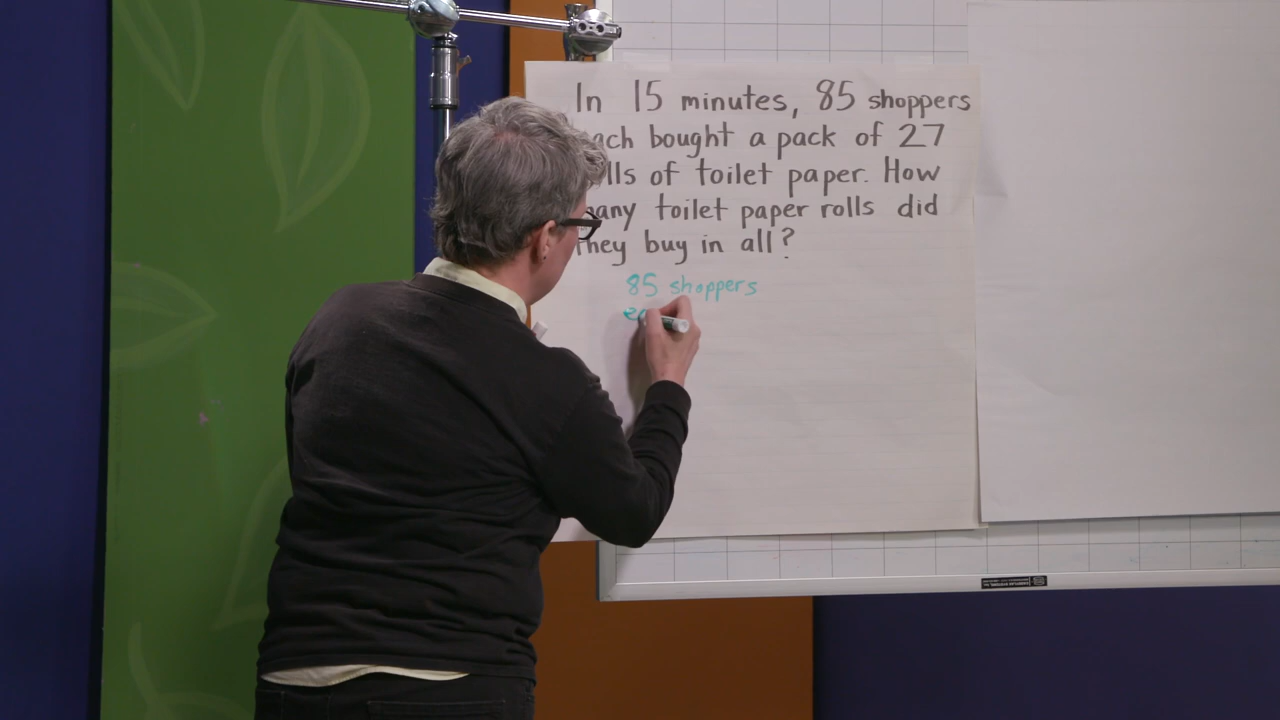 In 15 minutes, 85 shoppers
bought a pack of 27
of toilet paper. How
toilet paper rolls did
they buy in all?
85 shoppers